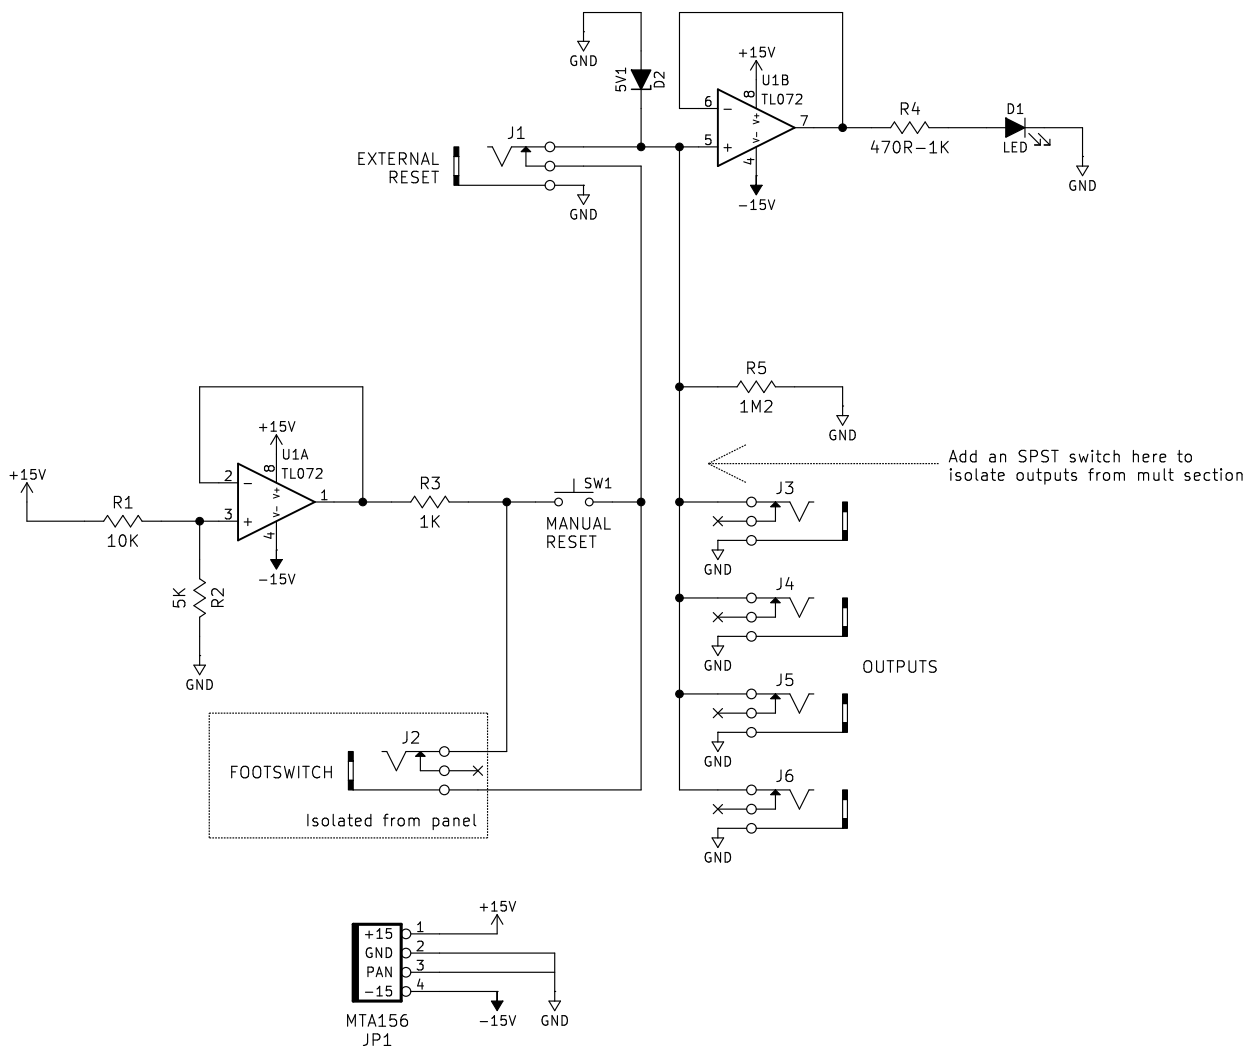 GND
5V1
D2
+15V
U1B
TL072
8
V+
6
−
5
+
7
V-
4
-15V
R4
470R-1K
D1
LED
GND
J1
EXTERNAL
RESET
GND
R5
1M2
GND
Add an SPST switch here to
isolate outputs from mult section
+15V
R1
10K
+15V
U1A
TL072
8
V+
2
−
3
+
1
V-
4
-15V
5K
R2
GND
R3
1K
SW1
MANUAL
RESET
J3
GND
J4
GND
OUTPUTS
J5
GND
J6
GND
J2
FOOTSWITCH
Isolated from panel
+15V
+15 1
GND 2
PAN 3
-15 4
MTA156
JP1
-15V
GND